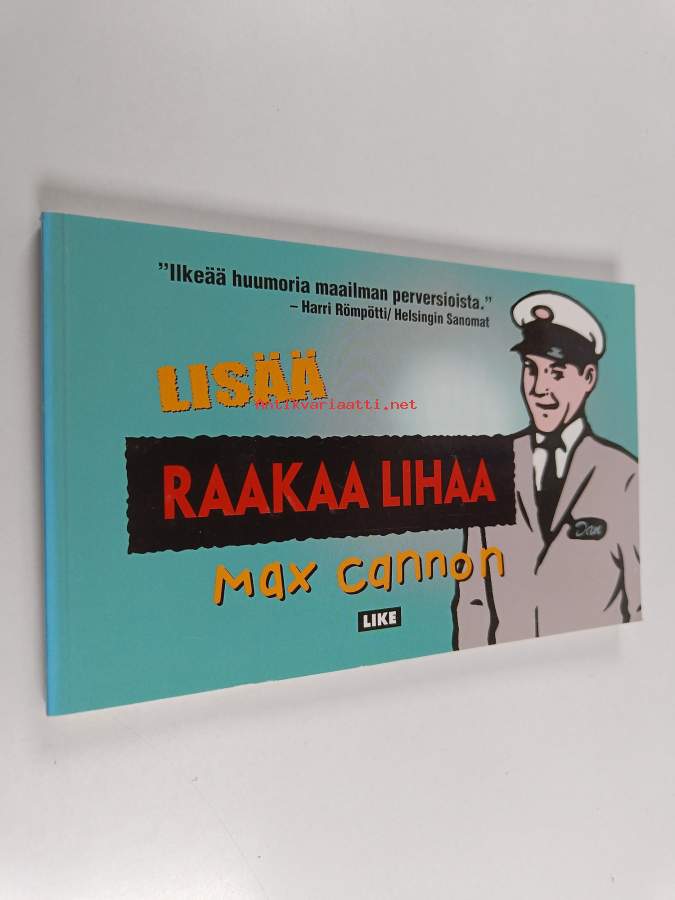 ”Ilkeää huumoria maailman perversioista.”
– Harri Römpötti/ Helsingin Sanomat
LISÄÄ
Antikvariaatti.net
RAAKAA LIHAA
Max Cannon
Dan
LIKE